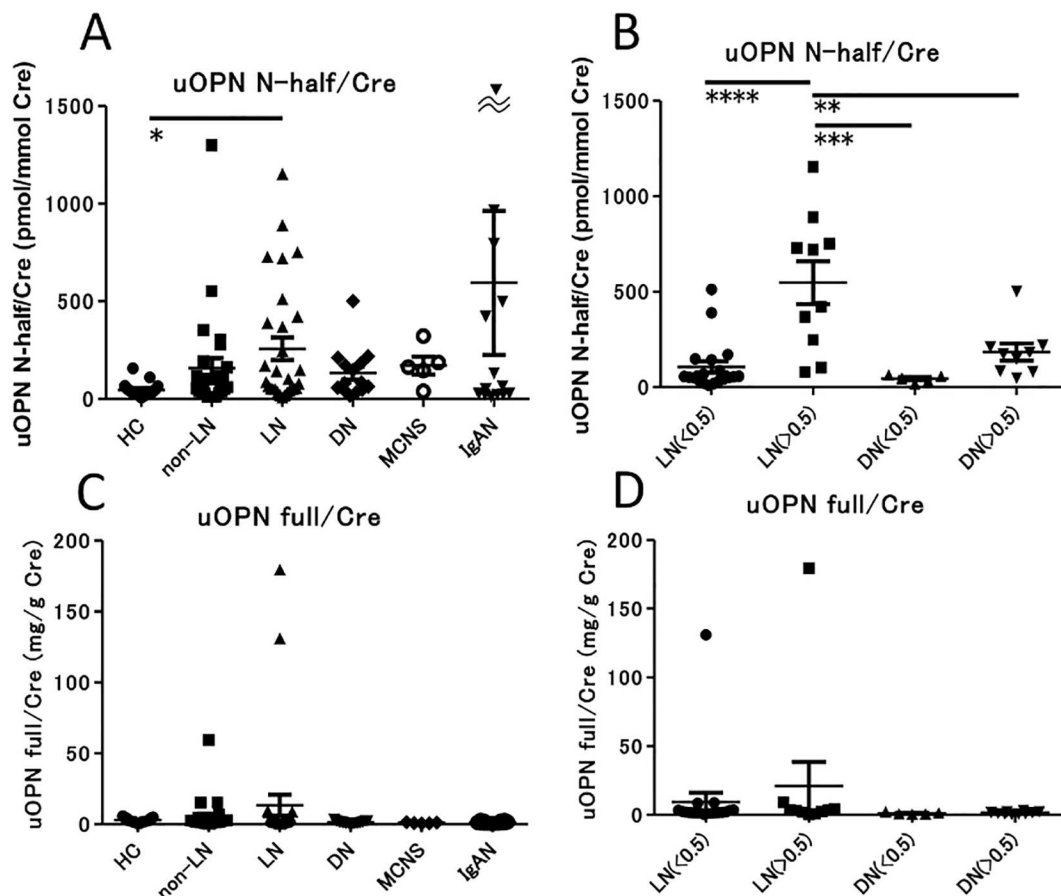 A
uOPN N-half/Cre
uOPN N-half/Cre (pmol/mmol Cre)
1500
1000
500
0
*
HC
non-LN
LN
DN
MCNS
IgAN
B
uOPN N-half/Cre
uOPN N-half/Cre (pmol/mmol Cre)
1500
1000
500
0
****
**
***
LN(<0.5)
LN(>0.5)
DN(<0.5)
DN(>0.5)
C
uOPN full/Cre
uOPN full/Cre (mg/g Cre)
200
150
100
50
0
HC
non-LN
LN
DN
MCNS
IgAN
D
uOPN full/Cre
uOPN full/Cre (mg/g Cre)
200
150
100
50
0
LN(<0.5)
LN(>0.5)
DN(<0.5)
DN(>0.5)